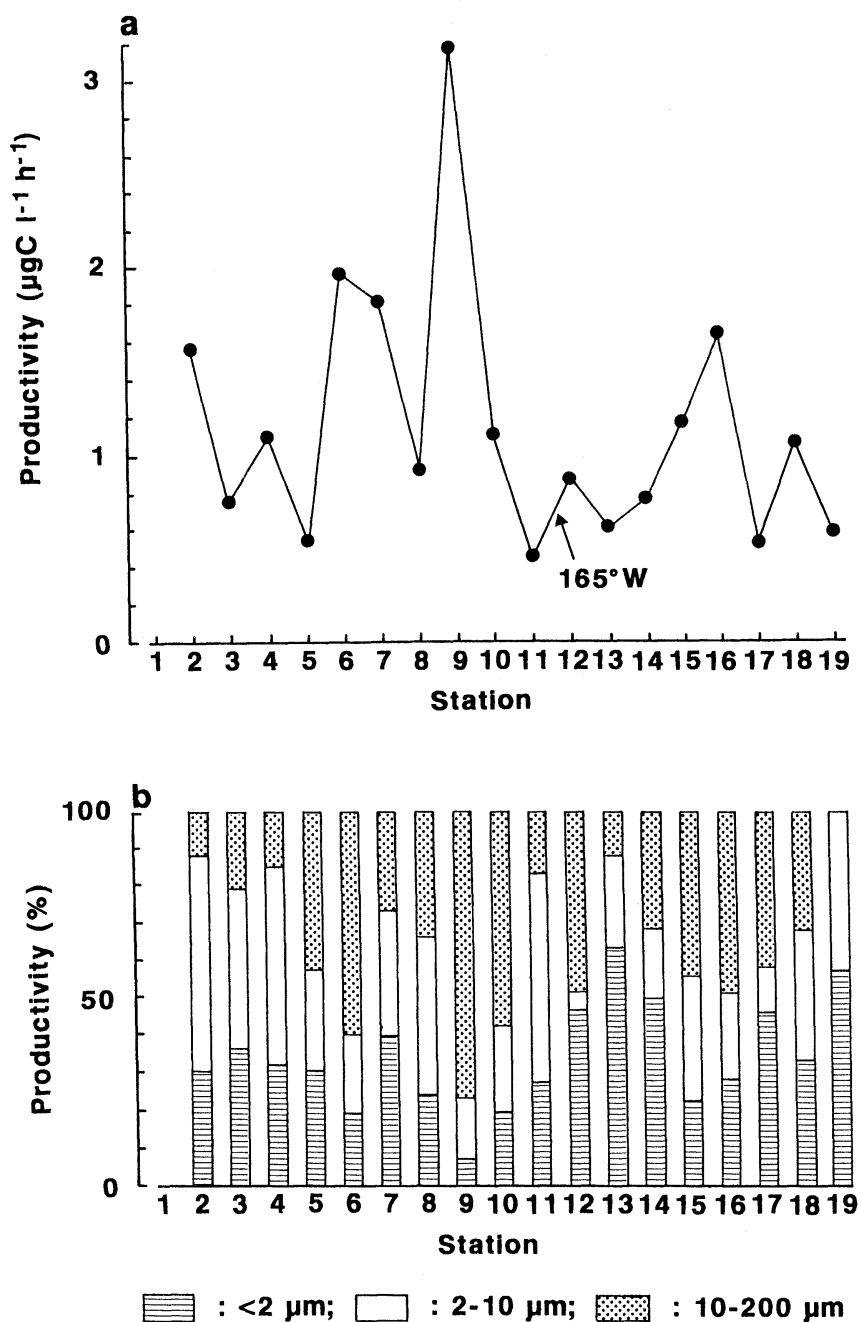 a
3
2
1
0
Productivity (µgC l-1 h-1)
165°W
1 2 3 4 5 6 7 8 9 10 11 12 13 14 15 16 17 18 19
Station
b
100
50
0
Productivity (%)
1 2 3 4 5 6 7 8 9 10 11 12 13 14 15 16 17 18 19
Station
: <2 µm; : 2-10 µm; : 10-200 µm